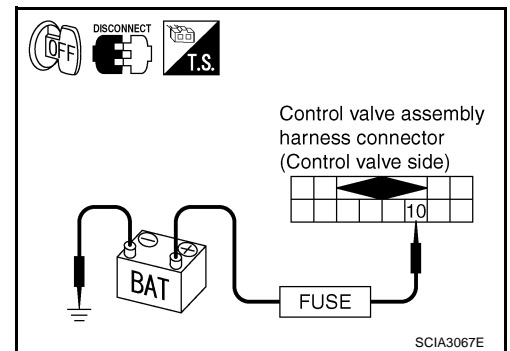 OFF
DISCONNECT
T.S.
Control valve assembly
harness connector
(Control valve side)
10
BAT
FUSE
SCIA3067E